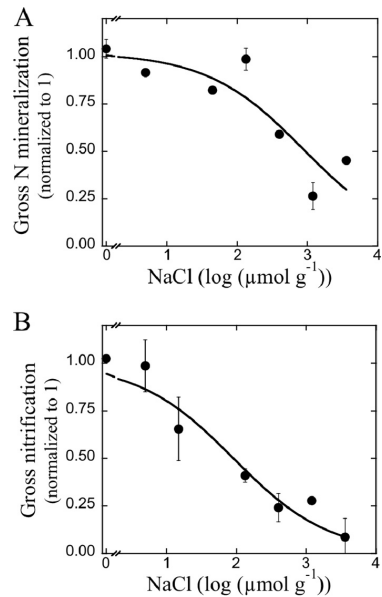 A
Gross N mineralization
(normalized to 1)
1.00
0.75
0.50
0.25
0.00
0 1 2 3 4
NaCl (log (µmol g⁻¹))
B
Gross nitrification
(normalized to 1)
1.00
0.75
0.50
0.25
0.00
0 1 2 3 4
NaCl (log (µmol g⁻¹))